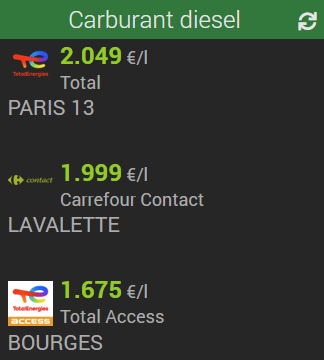 Carburant diesel
TotalEnergies
2.049 €/l
Total
PARIS 13
contact
1.999 €/l
Carrefour Contact
LAVALETTE
TotalEnergies
access
1.675 €/l
Total Access
BOURGES